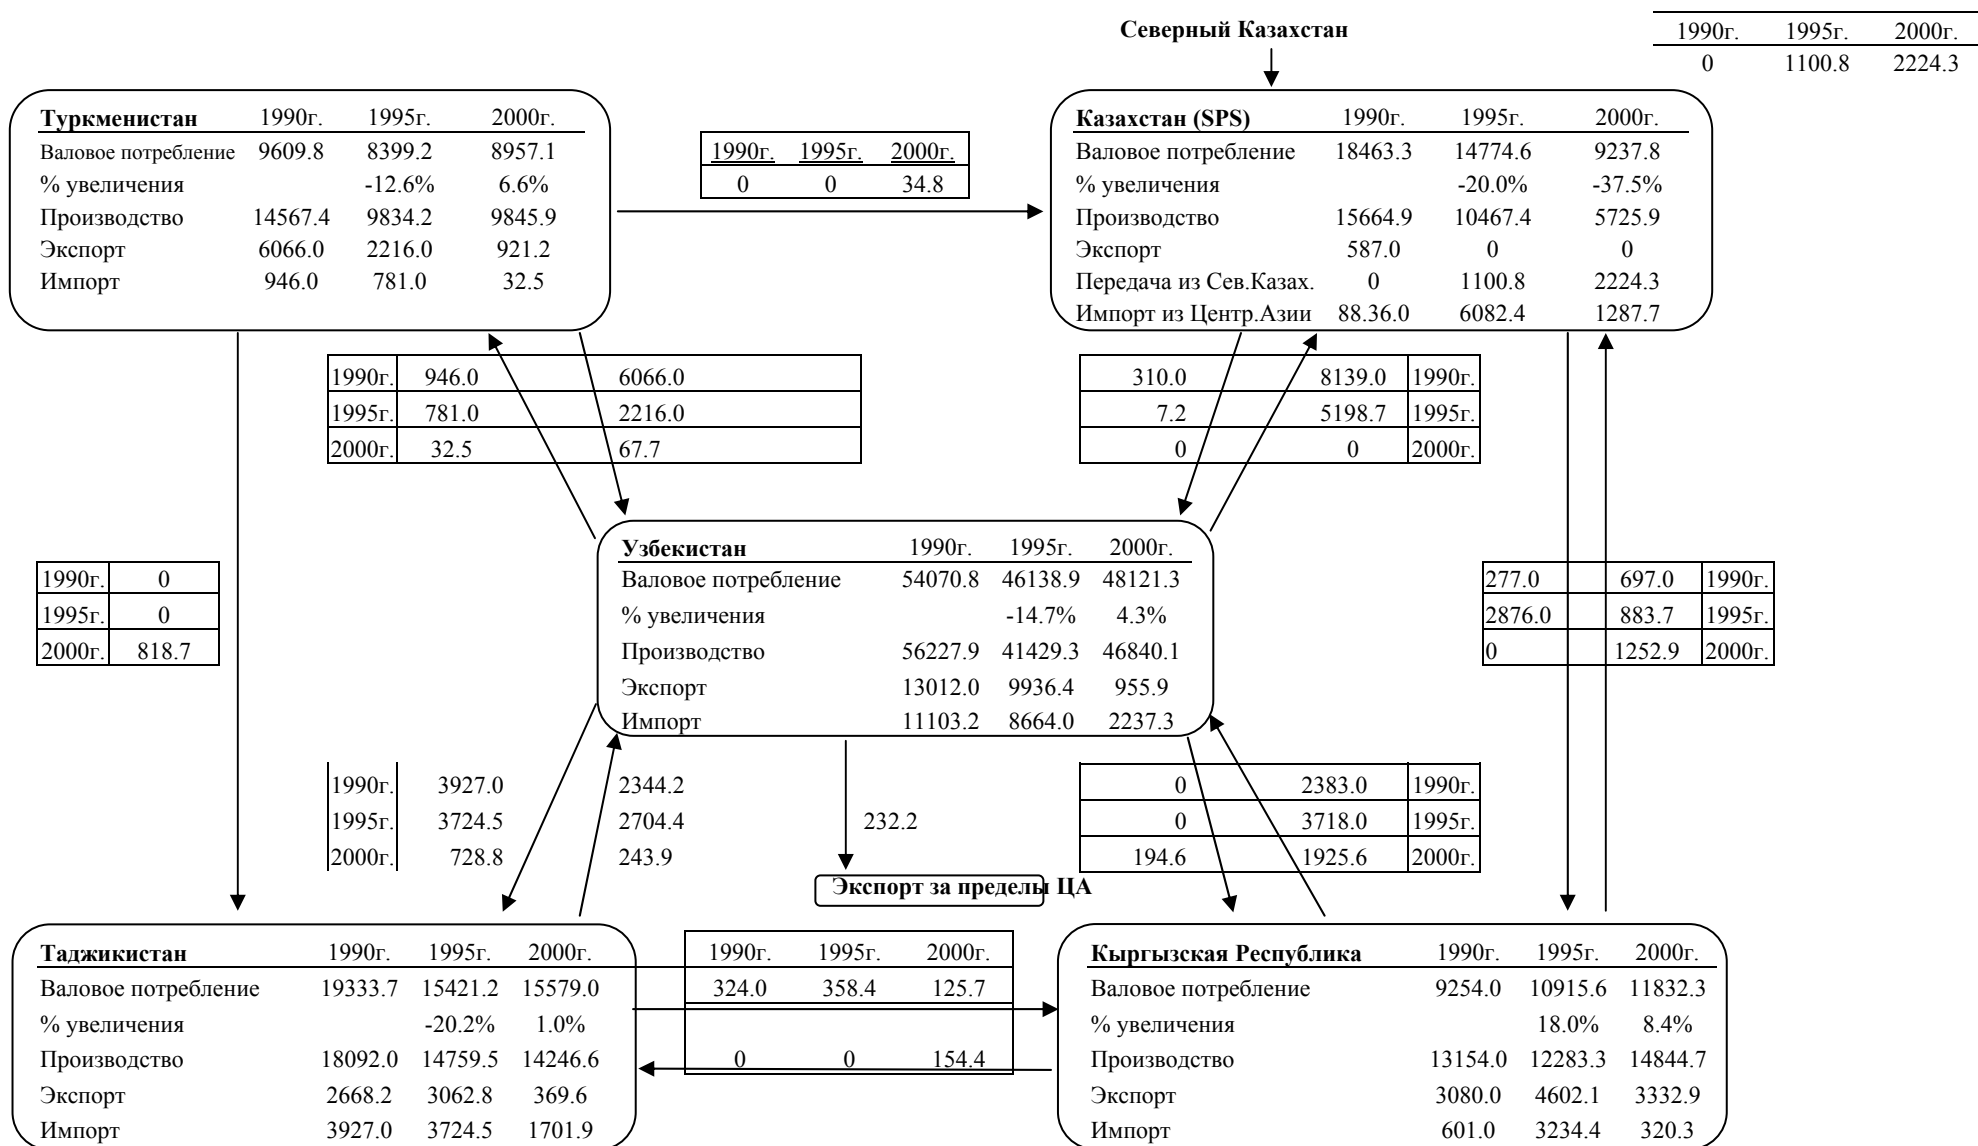 Северный Казахстан
1990г. 1995г. 2000г.
0 1100.8 2224.3
Туркменистан 1990г. 1995г. 2000г.
Валовое потребление 9609.8 8399.2 8957.1
% увеличения -12.6% 6.6%
Производство 14567.4 9834.2 9845.9
Экспорт 6066.0 2216.0 921.2
Импорт 946.0 781.0 32.5
1990г. 1995г. 2000г.
0 0 34.8
Казахстан (SPS) 1990г. 1995г. 2000г.
Валовое потребление 18463.3 14774.6 9237.8
% увеличения -20.0% -37.5%
Производство 15664.9 10467.4 5725.9
Экспорт 587.0 0 0
Передача из Сев.Казах. 0 1100.8 2224.3
Импорт из Центр.Азии 88.36.0 6082.4 1287.7
1990г. 946.0 6066.0
1995г. 781.0 2216.0
2000г. 32.5 67.7
310.0 8139.0 1990г.
7.2 5198.7 1995г.
0 0 2000г.
1990г. 0
1995г. 0
2000г. 818.7
Узбекистан 1990г. 1995г. 2000г.
Валовое потребление 54070.8 46138.9 48121.3
% увеличения -14.7% 4.3%
Производство 56227.9 41429.3 46840.1
Экспорт 13012.0 9936.4 955.9
Импорт 11103.2 8664.0 2237.3
277.0 697.0 1990г.
2876.0 883.7 1995г.
0 1252.9 2000г.
1990г. 3927.0 2344.2
1995г. 3724.5 2704.4
2000г. 728.8 243.9
232.2
Экспорт за пределы ЦА
0 2383.0 1990г.
0 3718.0 1995г.
194.6 1925.6 2000г.
Таджикистан 1990г. 1995г. 2000г.
Валовое потребление 19333.7 15421.2 15579.0
% увеличения -20.2% 1.0%
Производство 18092.0 14759.5 14246.6
Экспорт 2668.2 3062.8 369.6
Импорт 3927.0 3724.5 1701.9
1990г. 1995г. 2000г.
324.0 358.4 125.7
0 0 154.4
Кыргызская Республика 1990г. 1995г. 2000г.
Валовое потребление 9254.0 10915.6 11832.3
% увеличения 18.0% 8.4%
Производство 13154.0 12283.3 14844.7
Экспорт 3080.0 4602.1 3332.9
Импорт 601.0 3234.4 320.3